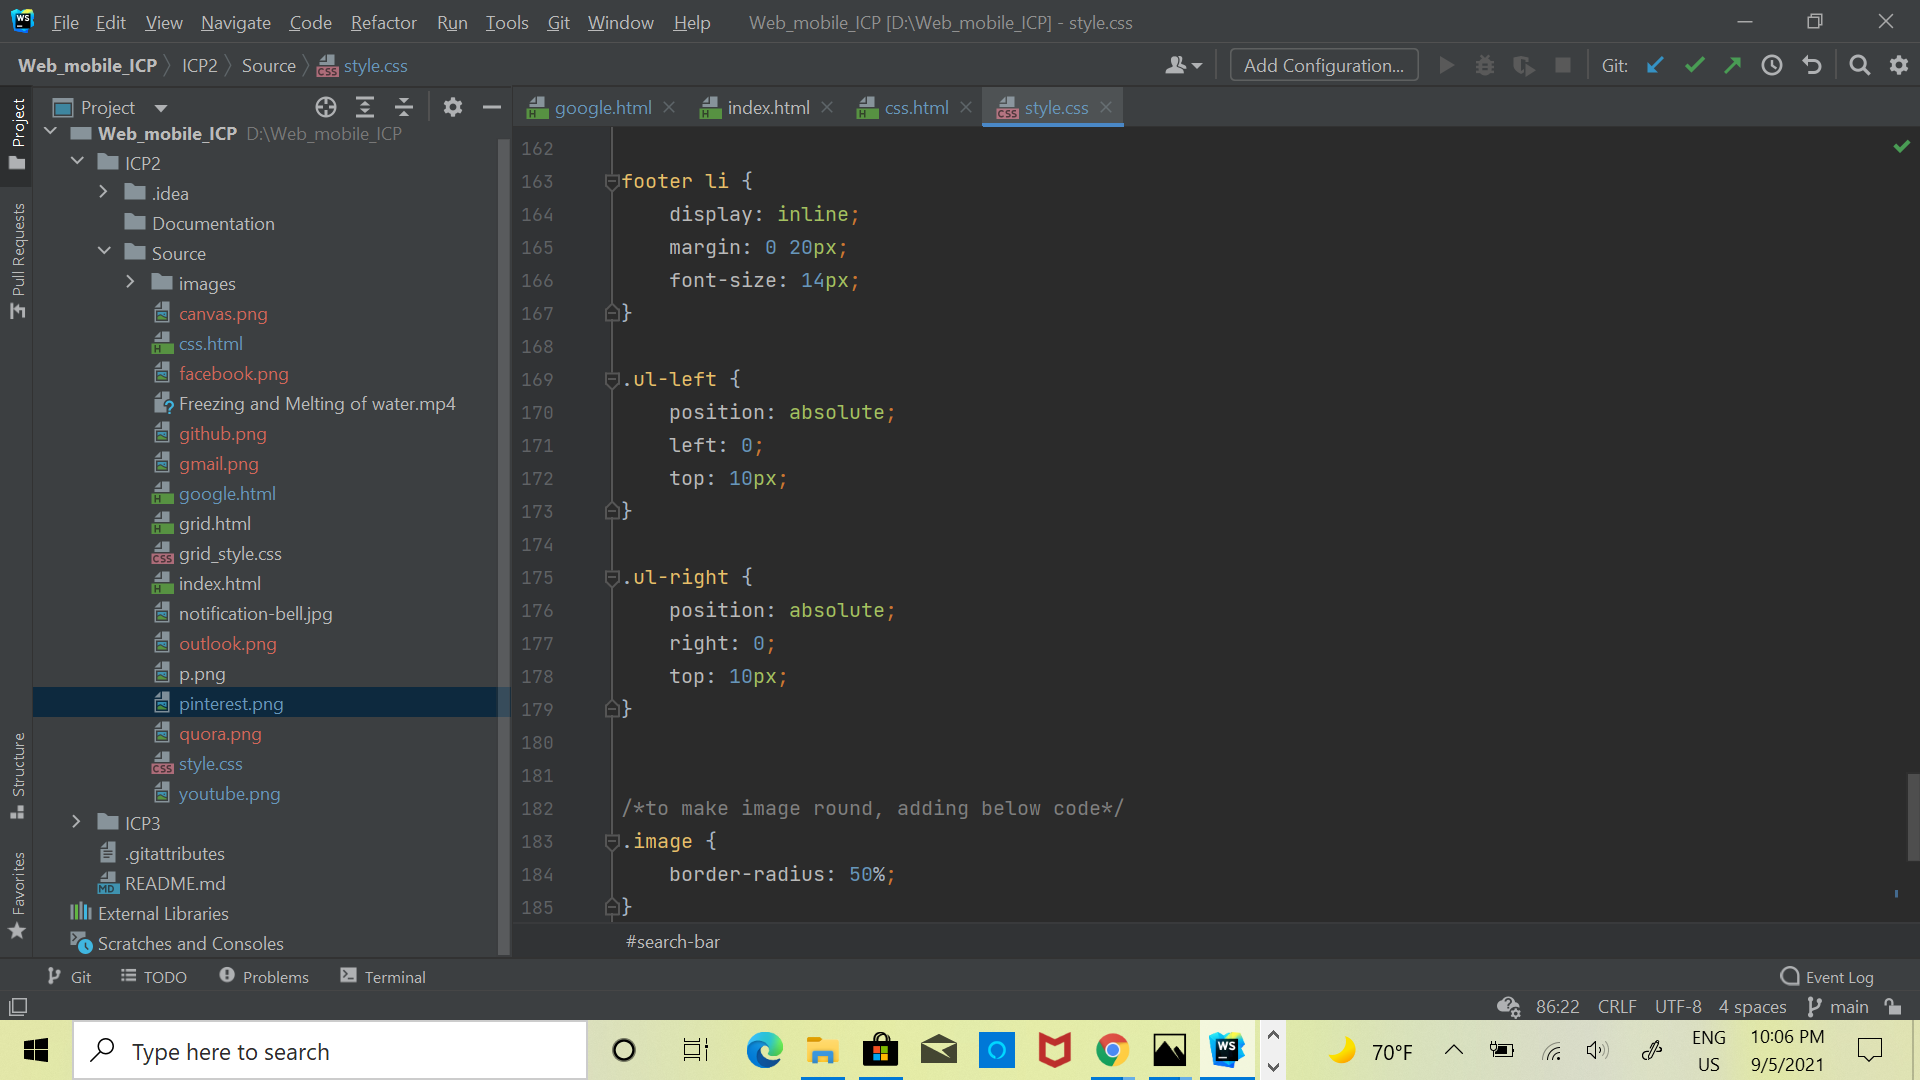 WS File Edit View Navigate Code Refactor Run Tools Git Window Help Web_mobile_ICP [D:\Web_mobile_ICP] - style.css
Web_mobile_ICP ICP2 Source style.css Add Configuration... Git:
Project
google.html index.html css.html style.css
Web_mobile_ICP D:\Web_mobile_ICP
ICP2
.idea
Documentation
Source
images
canvas.png
css.html
facebook.png
Freezing and Melting of water.mp4
github.png
gmail.png
google.html
grid.html
grid_style.css
index.html
notification-bell.jpg
outlook.png
p.png
pinterest.png
quora.png
style.css
youtube.png
ICP3
.gitattributes
README.md
External Libraries
Scratches and Consoles
Project
Pull Requests
Structure
Favorites
162
163 footer li {
164 display: inline;
165 margin: 0 20px;
166 font-size: 14px;
167 }
168
169 .ul-left {
170 position: absolute;
171 left: 0;
172 top: 10px;
173 }
174
175 .ul-right {
176 position: absolute;
177 right: 0;
178 top: 10px;
179 }
180
181
182 /*to make image round, adding below code*/
183 .image {
184 border-radius: 50%;
185 }
#search-bar
Git TODO Problems Terminal Event Log
86:22 CRLF UTF-8 4 spaces main
Type here to search
WS
70°F
ENG
US
10:06 PM
9/5/2021